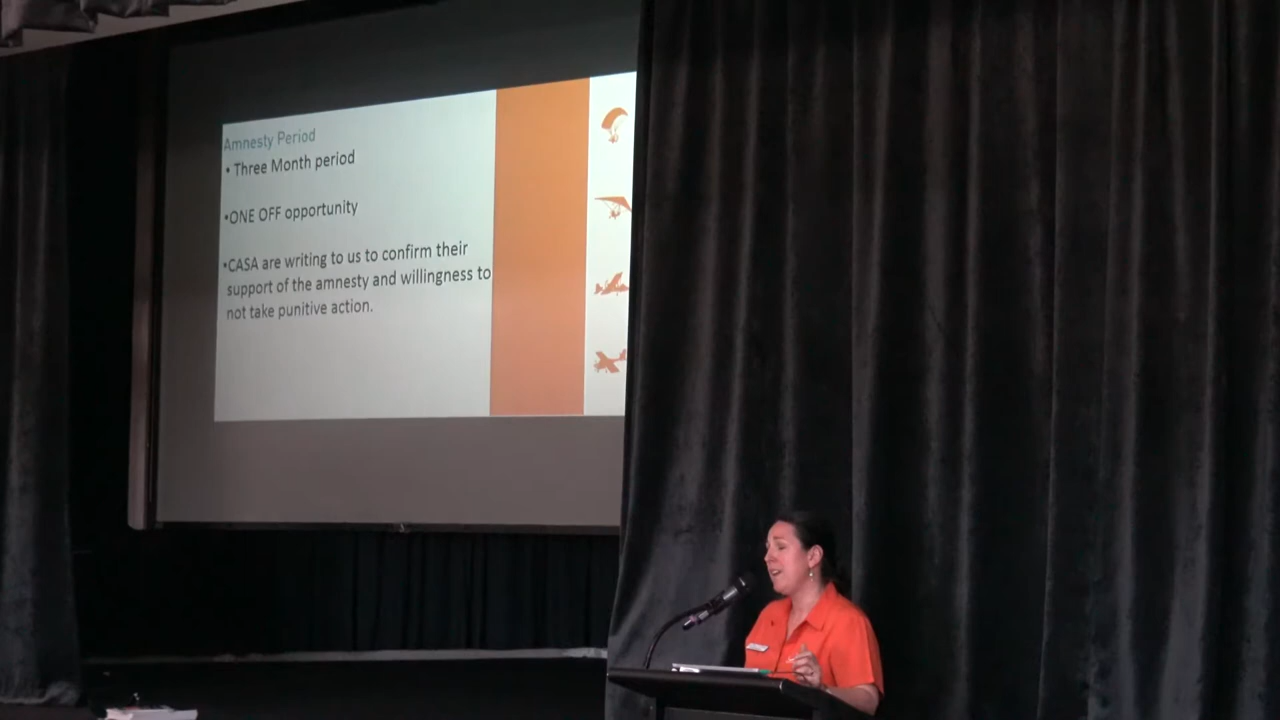 Amnesty Period
• Three Month period
•ONE OFF opportunity
•CASA are writing to us to confirm their
support of the amnesty and willingness to
not take punitive action.